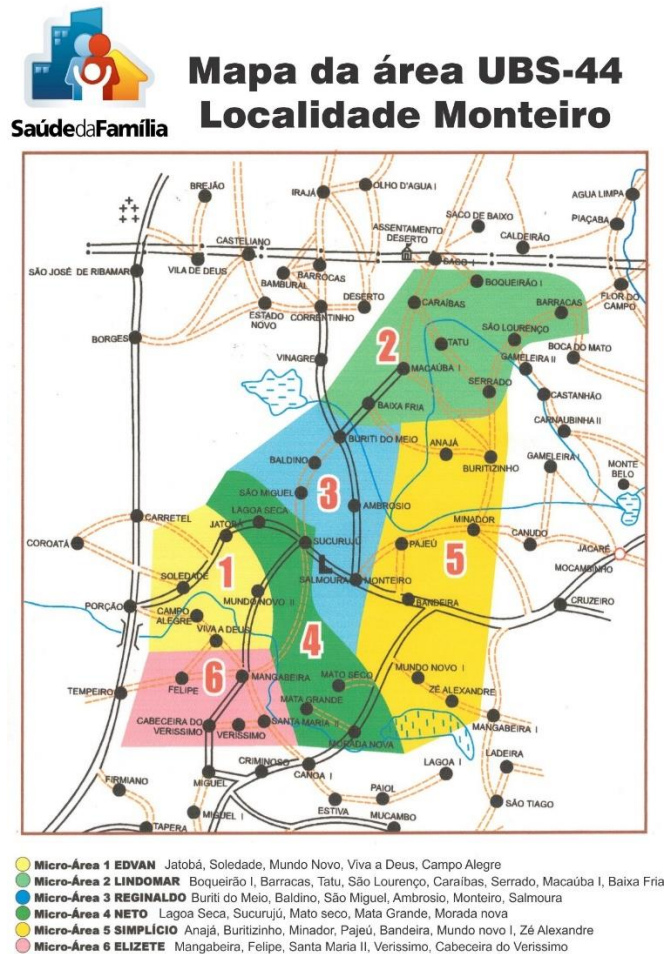 Mapa da área UBS-44
Localidade Monteiro
SaúdedaFamília
BREJÃO
IRAJÁ
OLHO D'AGUA I
AGUA LIMPA
SACO DE BAIXO
PIAÇABA
ASSENTAMENTO
DESERTO
CASTELIANO
CALDEIRÃO
SÃO JOSÉ DE RIBAMAR
VILA DE DEUS
BAMBURAL
BARROCAS
SACO I
BOQUEIRÃO I
FLOR DO
CAMPO
ESTADO
NOVO
CORRENTINHO
DESERTO
CARAÍBAS
BARRACAS
BORGES
SÃO LOURENÇO
TATU
BOCA DO MATO
VINAGRE
2
MACAÚBA I
GAMELEIRA II
SERRADO
CASTANHÃO
BAIXA FRIA
CARNAUBINHA II
BURITI DO MEIO
ANAJÁ
BALDINO
BURITIZINHO
GAMELEIRA I
MONTE
BELO
SÃO MIGUEL
3
AMBROSIO
LAGOA SECA
CARRETEL
JATOBÁ
MINADOR
COROATÁ
SUCURUJÚ
PAJEÚ
5
CANUDO
JACARÉ
1
L
SALMOURA
MONTEIRO
MOCAMBINHO
SOLEDADE
MUNDO NOVO II
BANDEIRA
CRUZEIRO
PORÇÃO
CAMPO
ALEGRE
VIVA A DEUS
4
6
MANGABEIRA
MATO SECO
MUNDO NOVO I
TEMPEIRO
FELIPE
MATA GRANDE
ZÉ ALEXANDRE
CABECEIRA DO
VERISSIMO
VERÍSSIMO
SANTA MARIA II
MANGABEIRA I
MORADA NOVA
CRIMINOSO
LADEIRA
FIRMIANO
MIGUEL
CANOA I
LAGOA I
PAIOL
MIGUEL I
ESTIVA
SÃO TIAGO
TAPERA
MUCAMBO
Micro-Área 1 EDVAN Jatobá, Soledade, Mundo Novo, Viva a Deus, Campo Alegre
Micro-Área 2 LINDOMAR Boqueirão I, Barracas, Tatu, São Lourenço, Caraíbas, Serrado, Macaúba I, Baixa Fria
Micro-Área 3 REGINALDO Buriti do Meio, Baldino, São Miguel, Ambrosio, Monteiro, Salmoura
Micro-Área 4 NETO Lagoa Seca, Sucurujú, Mato seco, Mata Grande, Morada nova
Micro-Área 5 SIMPLÍCIO Anajá, Buritizinho, Minador, Pajeú, Bandeira, Mundo novo I, Zé Alexandre
Micro-Área 6 ELIZETE Mangabeira, Felipe, Santa Maria II, Verissimo, Cabeceira do Verissimo